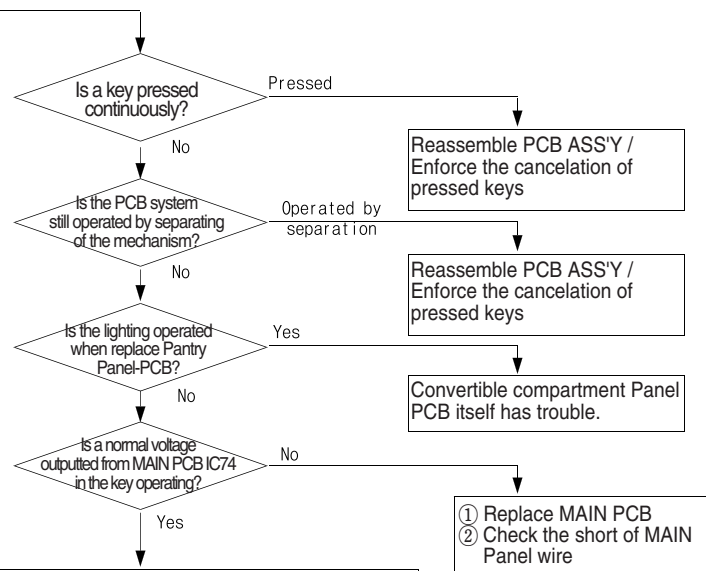 Is a key pressed
continuously?
Pressed
No
Reassemble PCB ASS'Y /
Enforce the cancelation of
pressed keys
Is the PCB system
still operated by separating
of the mechanism?
Operated by
separation
No
Reassemble PCB ASS'Y /
Enforce the cancelation of
pressed keys
Is the lighting operated
when replace Pantry
Panel-PCB?
Yes
No
Convertible compartment Panel
PCB itself has trouble.
Is a normal voltage
outputted from MAIN PCB IC74
in the key operating?
No
Yes
① Replace MAIN PCB
② Check the short of MAIN
Panel wire